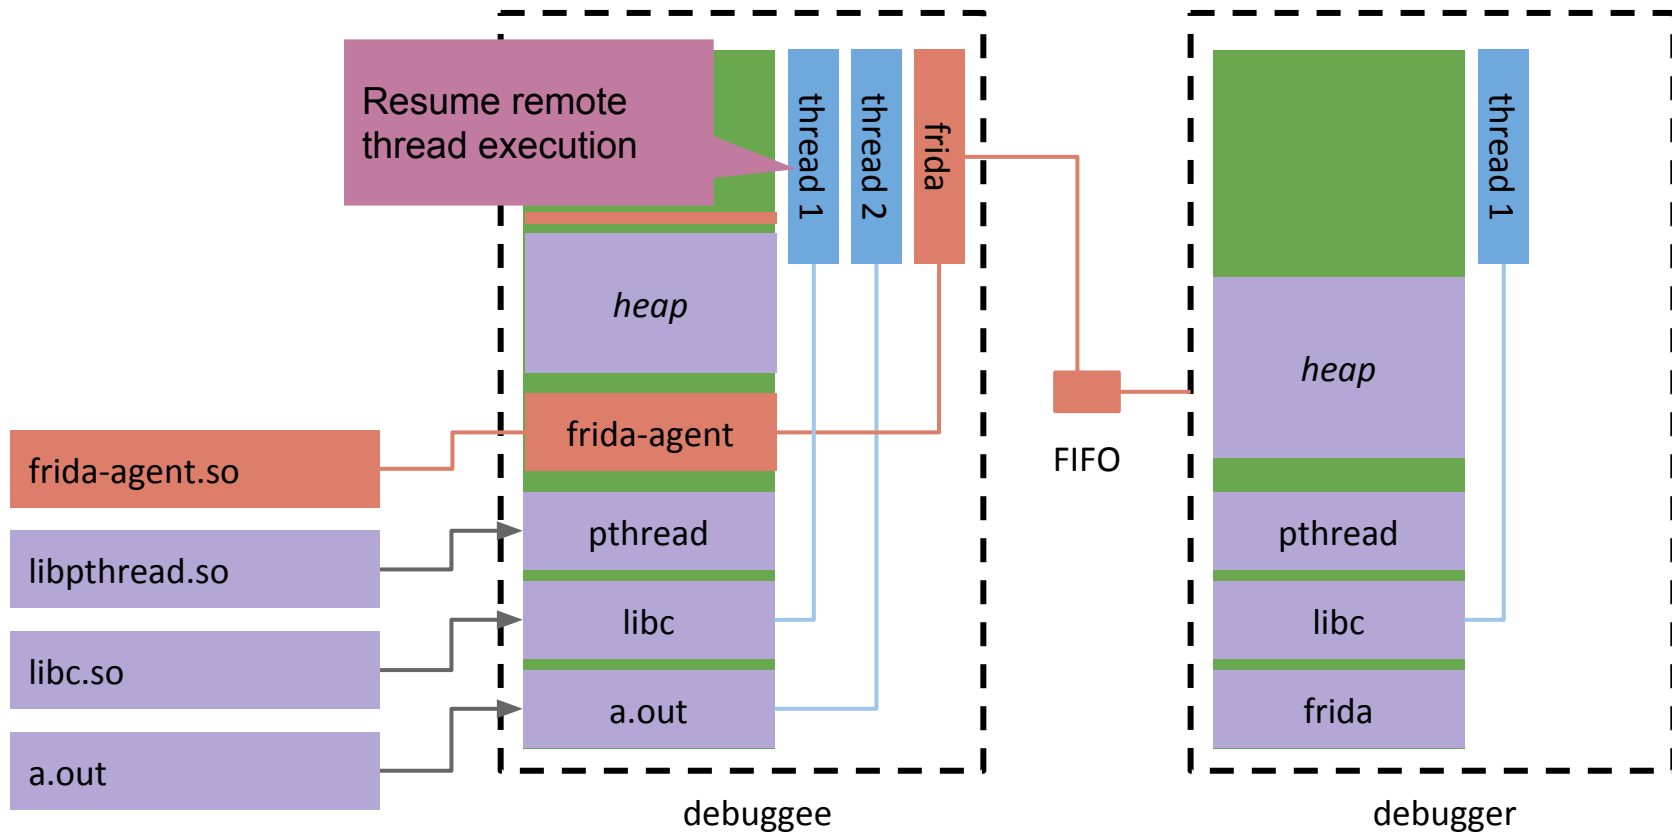 Resume remote
thread execution
thread 1
thread 2
frida
thread 1
heap
heap
frida-agent
FIFO
frida-agent.so
pthread
pthread
libpthread.so
libc
libc
libc.so
a.out
frida
a.out
debuggee
debugger